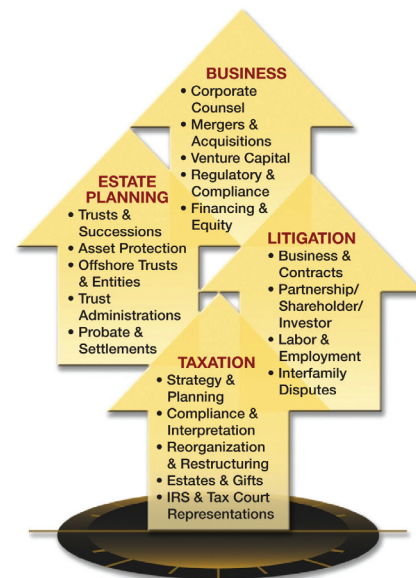 BUSINESS
• Corporate
Counsel
• Mergers &
Acquisitions
• Venture Capital
• Regulatory &
Compliance
• Financing &
Equity
ESTATE
PLANNING
• Trusts &
Successions
• Asset Protection
• Offshore Trusts
& Entities
• Trust
Administrations
• Probate &
Settlements
LITIGATION
• Business &
Contracts
• Partnership/
Shareholder/
Investor
• Labor &
Employment
• Interfamily
Disputes
TAXATION
• Strategy &
Planning
• Compliance &
Interpretation
• Reorganization
& Restructuring
• Estates & Gifts
• IRS & Tax Court
Representations